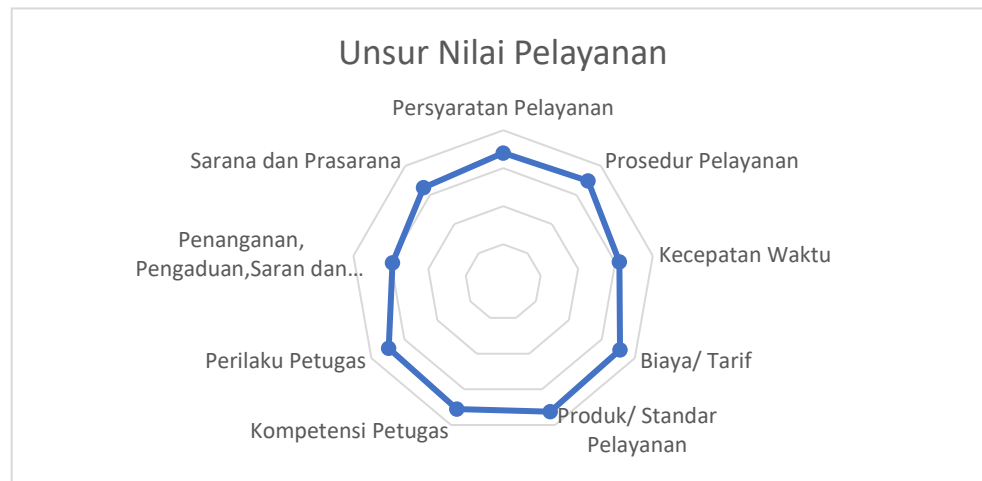 Unsur Nilai Pelayanan
Persyaratan Pelayanan
Prosedur Pelayanan
Kecepatan Waktu
Biaya/ Tarif
Produk/ Standar
Pelayanan
Kompetensi Petugas
Perilaku Petugas
Penanganan,
Pengaduan,Saran dan...
Sarana dan Prasarana